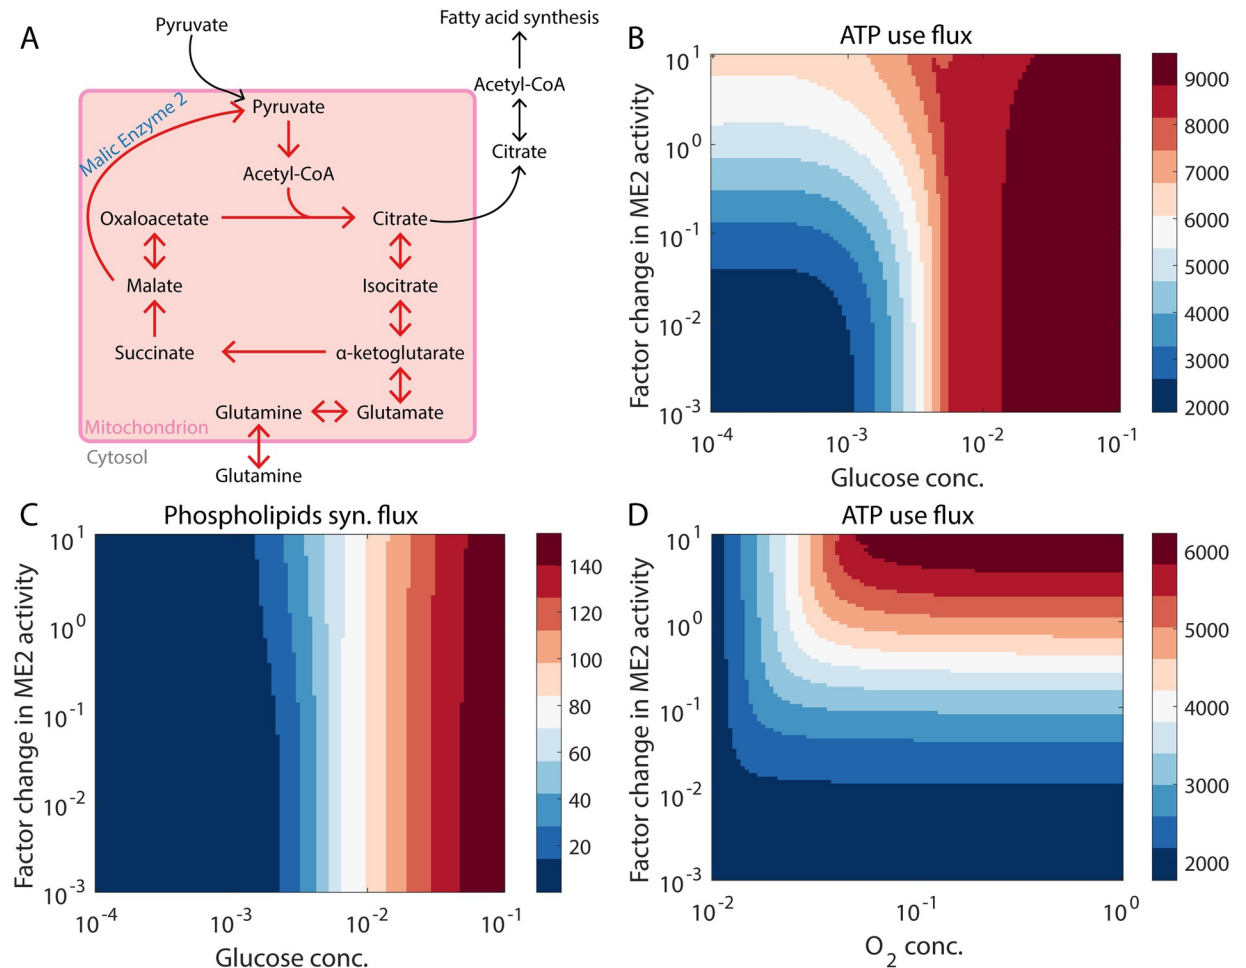 A
Pyruvate
Fatty acid synthesis
Acetyl-CoA
Citrate
Malic Enzyme 2
Pyruvate
Acetyl-CoA
Oxaloacetate
Citrate
Malate
Isocitrate
Succinate
α-ketoglutarate
Glutamine
Glutamate
Mitochondrion
Cytosol
Glutamine
B
ATP use flux
Factor change in ME2 activity
10^1
10^0
10^-1
10^-2
10^-3
10^-4
10^-3
10^-2
10^-1
Glucose conc.
9000
8000
7000
6000
5000
4000
3000
2000
C
Phospholipids syn. flux
Factor change in ME2 activity
10^1
10^0
10^-1
10^-2
10^-3
10^-4
10^-3
10^-2
10^-1
Glucose conc.
140
120
100
80
60
40
20
D
ATP use flux
Factor change in ME2 activity
10^1
10^0
10^-1
10^-2
10^-3
10^-2
10^-1
10^0
O2 conc.
6000
5000
4000
3000
2000